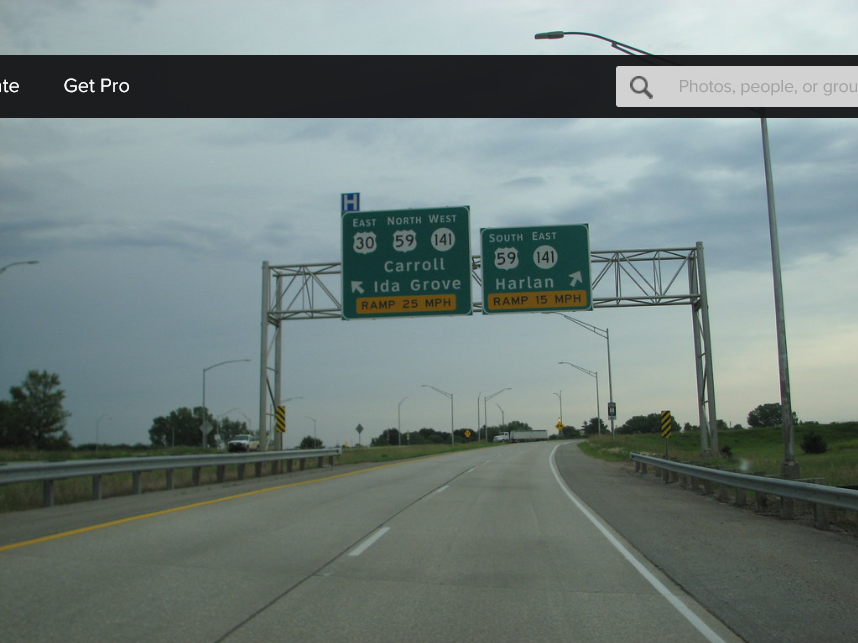 ate Get Pro
Photos, people, or grou
H
EAST NORTH WEST
30 59 141
Carroll
Ida Grove
RAMP 25 MPH
SOUTH EAST
59 141
Harlan
RAMP 15 MPH